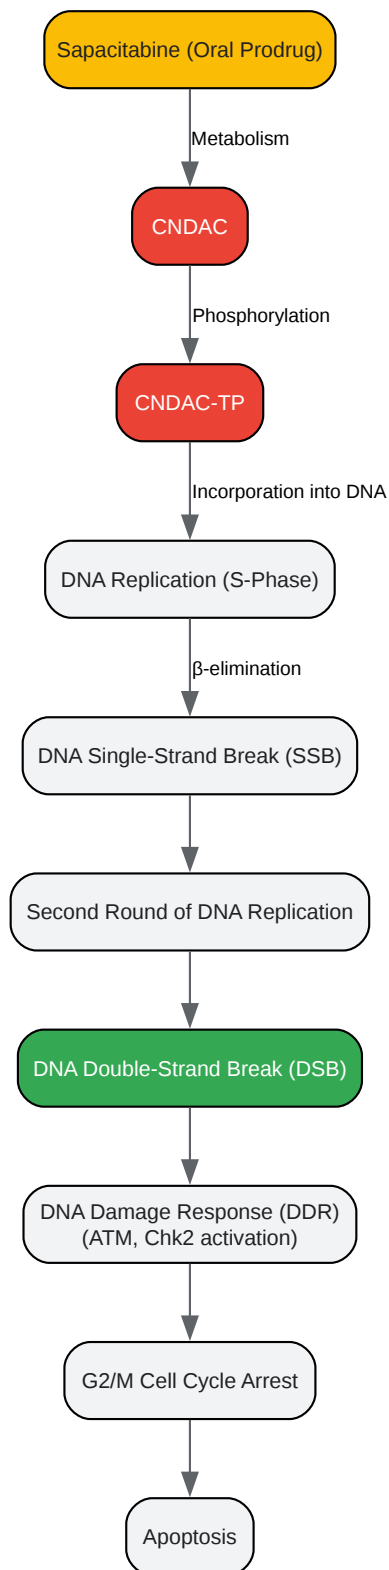 Sapacitabine (Oral Prodrug)
Metabolism
CNDAC
Phosphorylation
CNDAC-TP
Incorporation into DNA
DNA Replication (S-Phase)
β-elimination
DNA Single-Strand Break (SSB)
Second Round of DNA Replication
DNA Double-Strand Break (DSB)
DNA Damage Response (DDR)
(ATM, Chk2 activation)
G2/M Cell Cycle Arrest
Apoptosis